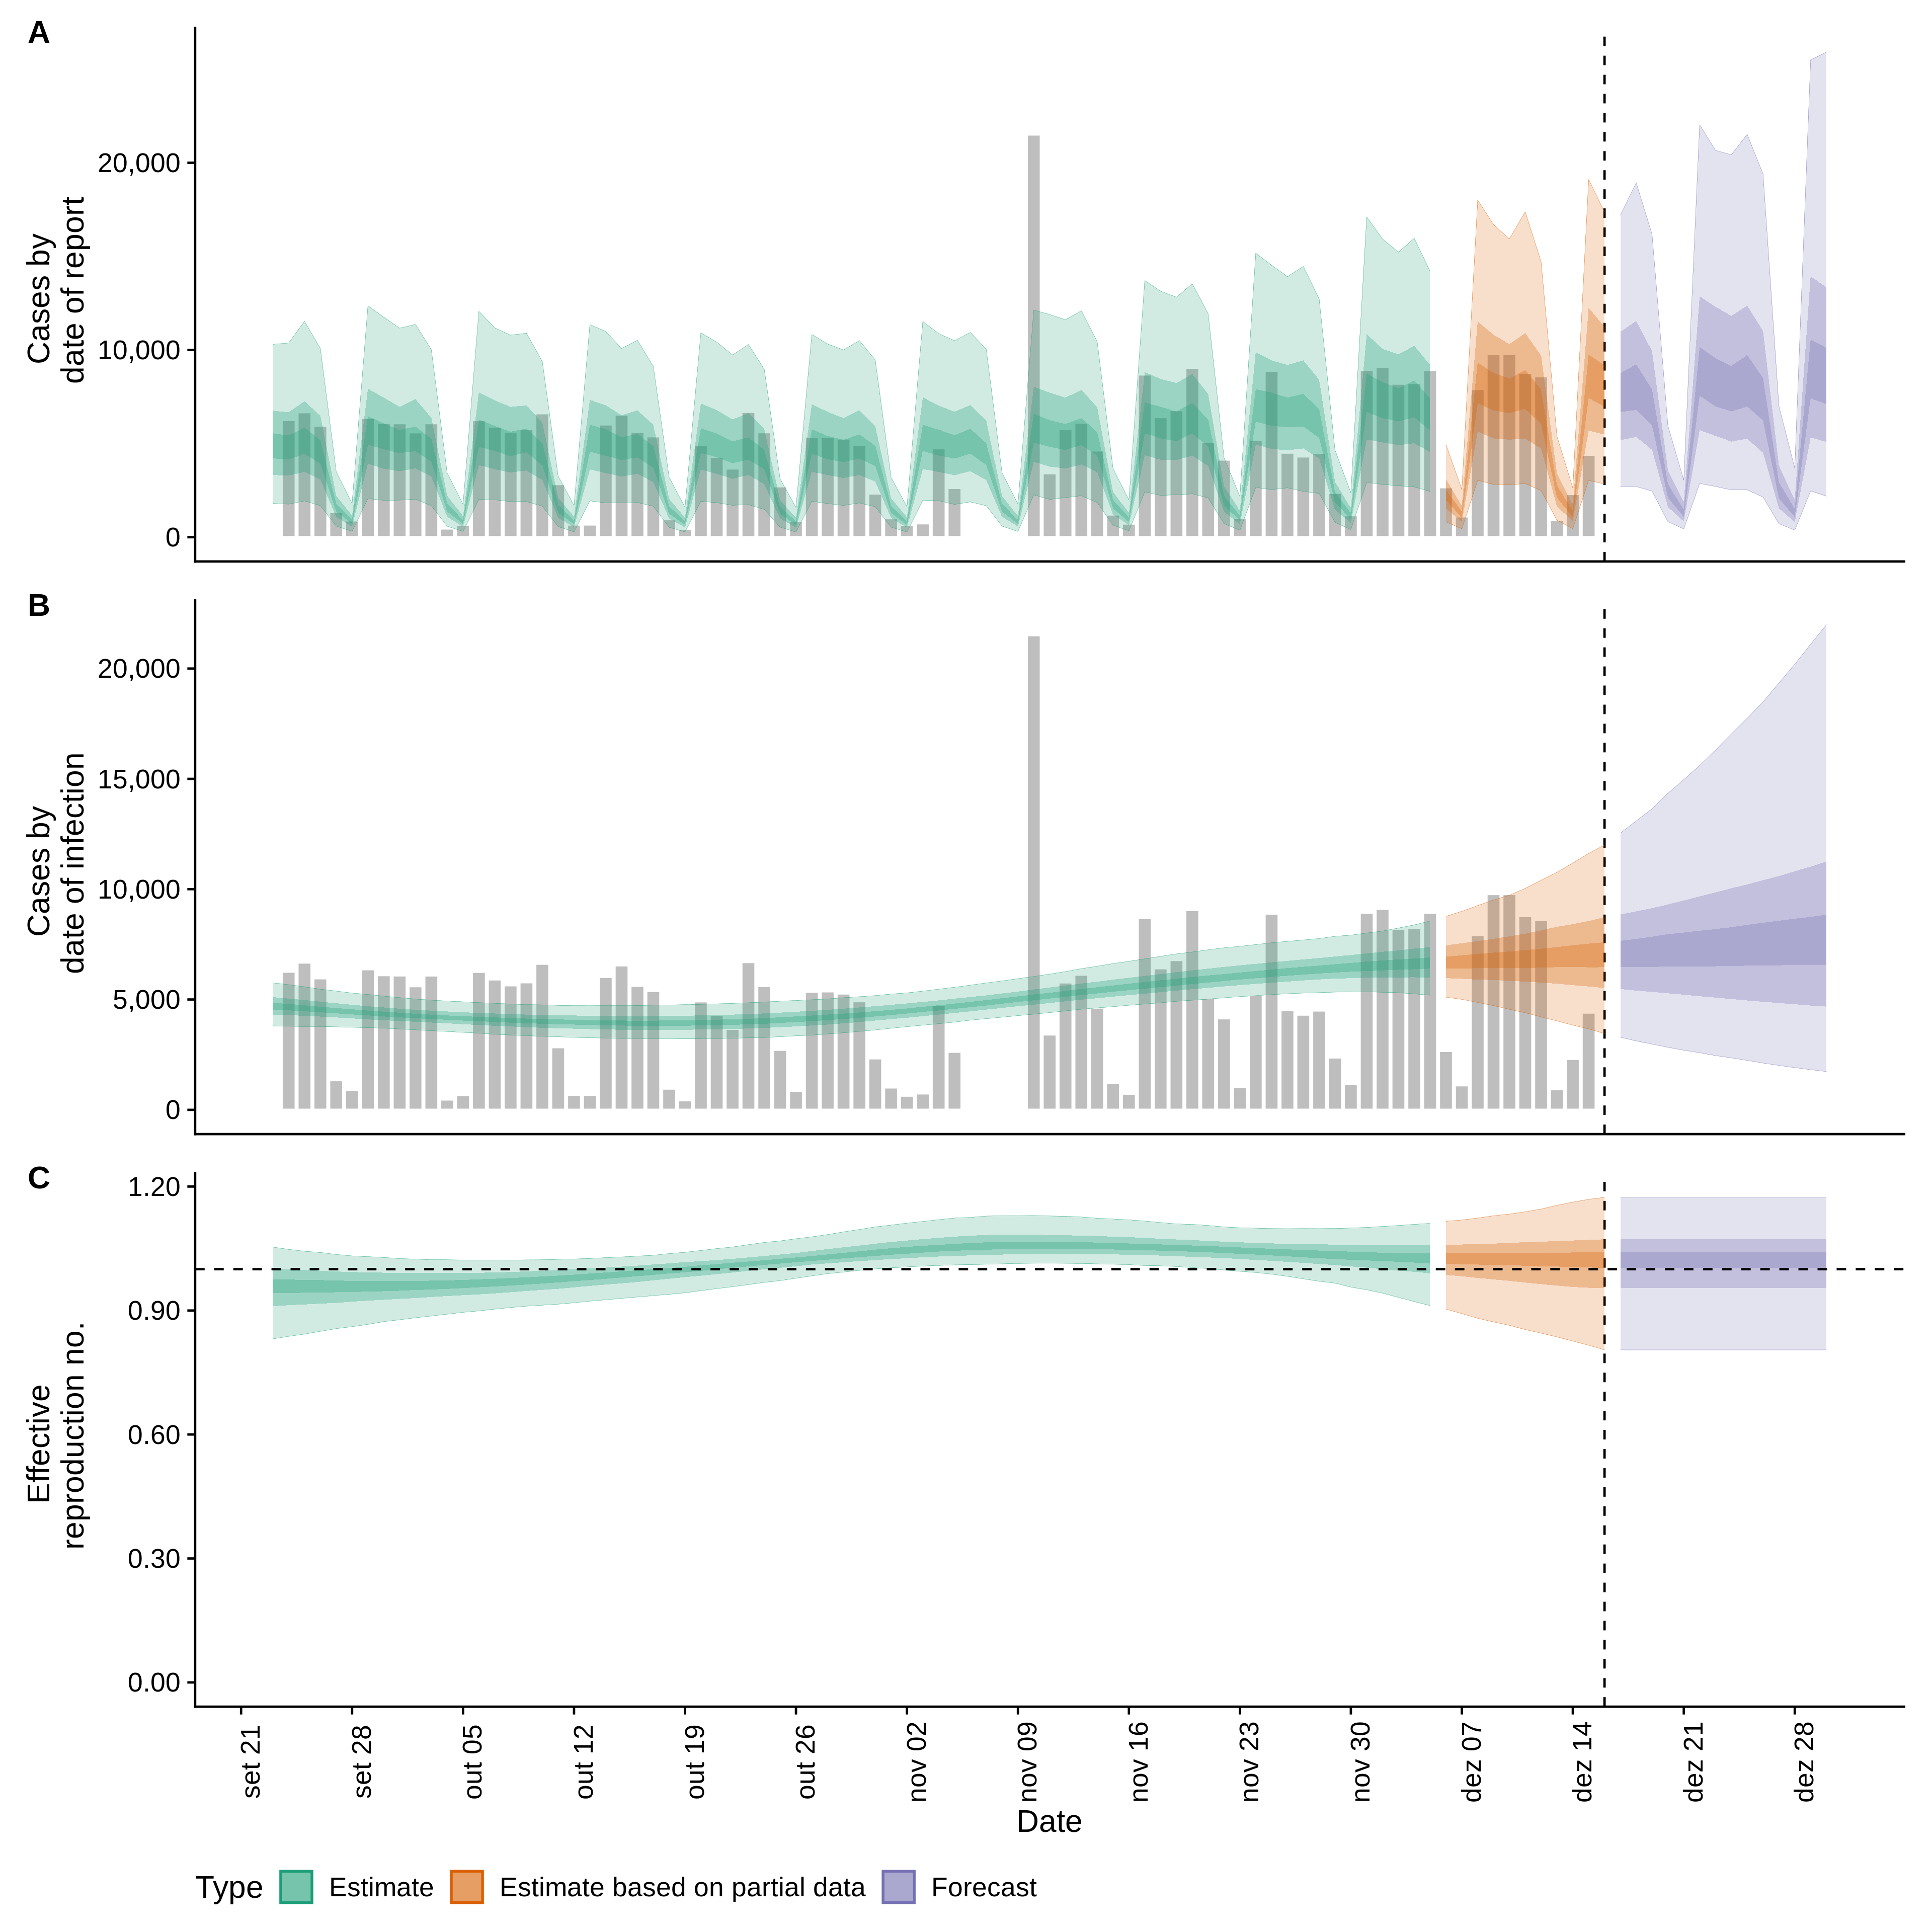 A
Cases by
date of report
20,000
10,000
0
B
Cases by
date of infection
20,000
15,000
10,000
5,000
0
C
Effective
reproduction no.
1.20
0.90
0.60
0.30
0.00
set 21
set 28
out 05
out 12
out 19
out 26
nov 02
nov 09
nov 16
nov 23
nov 30
dez 07
dez 14
dez 21
dez 28
Date
Type Estimate Estimate based on partial data Forecast